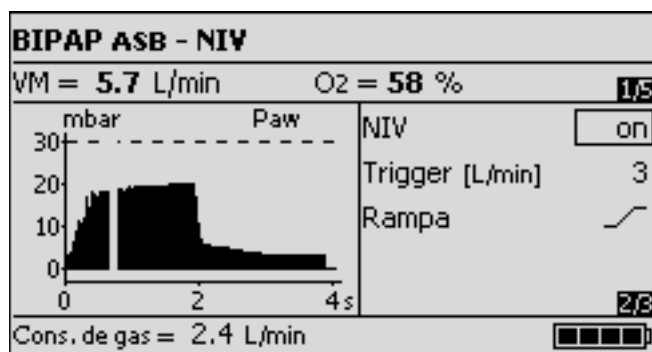 BIPAP ASB - NIV
VM = 5.7 L/min O2 = 58 %
1/5
mbar Paw
30
20
10
0
0 2 4 s
NIV on
Trigger [L/min] 3
Rampa
2/3
Cons. de gas = 2.4 L/min